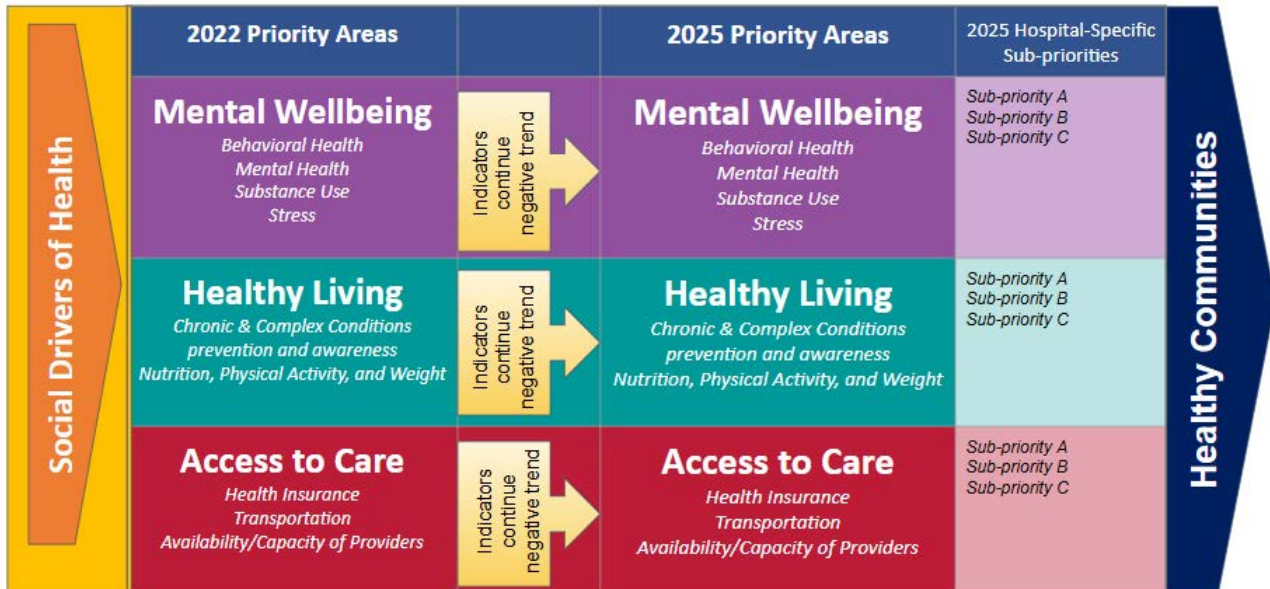 Social Drivers of Health
2022 Priority Areas
2025 Priority Areas
2025 Hospital-Specific
Sub-priorities
Mental Wellbeing
Behavioral Health
Mental Health
Substance Use
Stress
Indicators
continue
negative trend
Mental Wellbeing
Behavioral Health
Mental Health
Substance Use
Stress
Sub-priority A
Sub-priority B
Sub-priority C
Healthy Living
Chronic & Complex Conditions
prevention and awareness
Nutrition, Physical Activity, and Weight
Indicators
continue
negative trend
Healthy Living
Chronic & Complex Conditions
prevention and awareness
Nutrition, Physical Activity, and Weight
Sub-priority A
Sub-priority B
Sub-priority C
Access to Care
Health Insurance
Transportation
Availability/Capacity of Providers
Indicators
continue
negative trend
Access to Care
Health Insurance
Transportation
Availability/Capacity of Providers
Sub-priority A
Sub-priority B
Sub-priority C
Healthy Communities